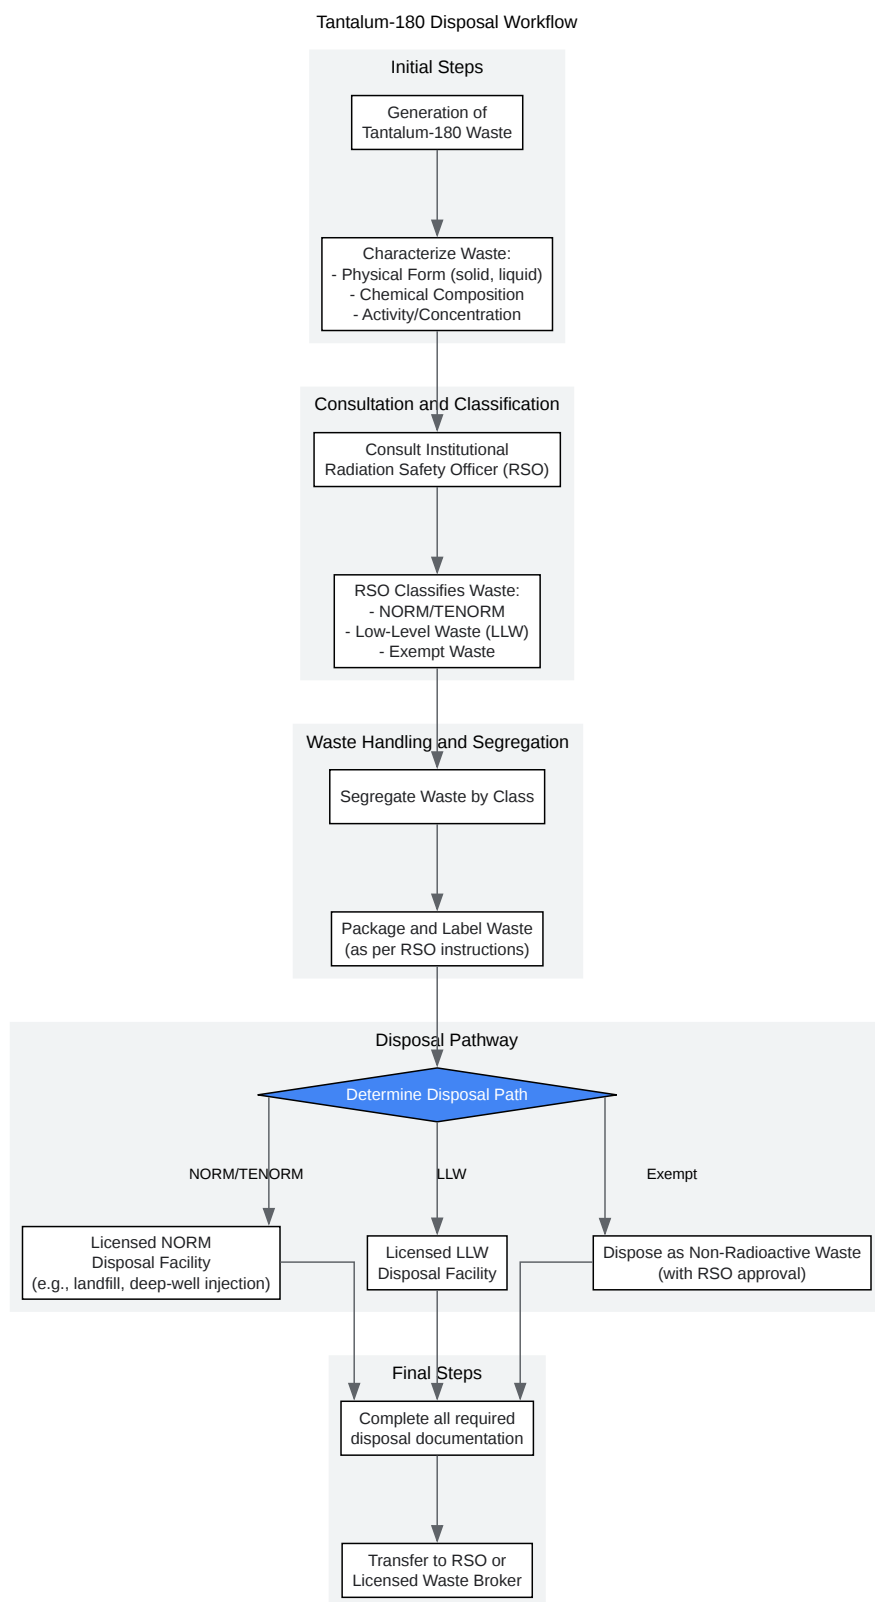 Tantalum-180 Disposal Workflow
Initial Steps
Generation of
Tantalum-180 Waste
Characterize Waste:
- Physical Form (solid, liquid)
- Chemical Composition
- Activity/Concentration
Consultation and Classification
Consult Institutional
Radiation Safety Officer (RSO)
RSO Classifies Waste:
- NORM/TENORM
- Low-Level Waste (LLW)
- Exempt Waste
Waste Handling and Segregation
Segregate Waste by Class
Package and Label Waste
(as per RSO instructions)
Disposal Pathway
Determine Disposal Path
NORM/TENORM
LLW
Exempt
Licensed NORM
Disposal Facility
(e.g., landfill, deep-well injection)
Licensed LLW
Disposal Facility
Dispose as Non-Radioactive Waste
(with RSO approval)
Final Steps
Complete all required
disposal documentation
Transfer to RSO or
Licensed Waste Broker